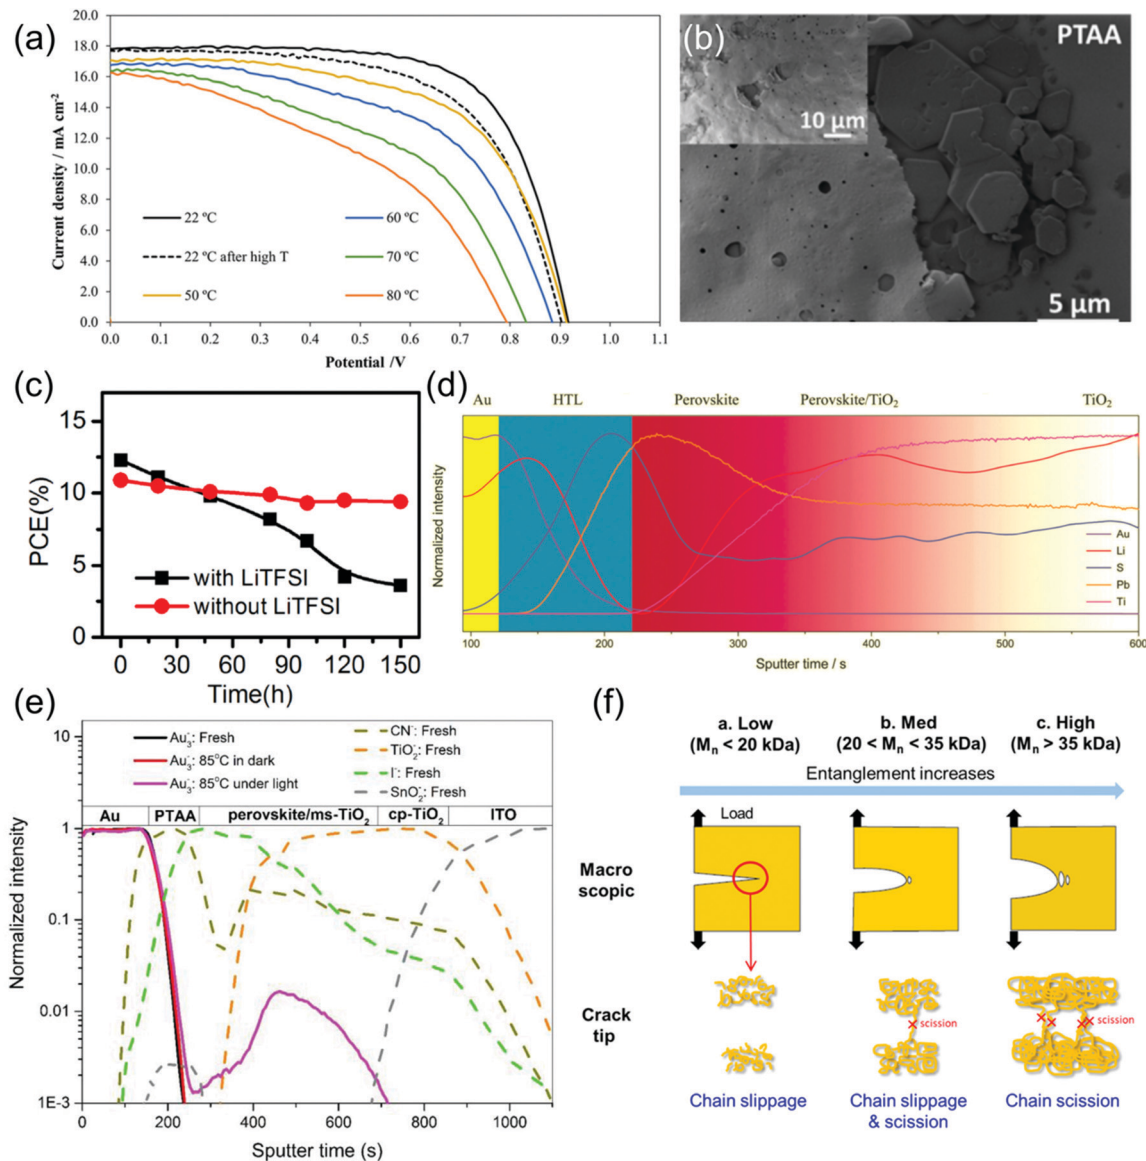 (a)
20.0
18.0
16.0
14.0
12.0
10.0
8.0
6.0
4.0
2.0
0.0
Current density / mA cm⁻²
22 ºC
22 ºC after high T
50 ºC
60 ºC
70 ºC
80 ºC
0.0 0.1 0.2 0.3 0.4 0.5 0.6 0.7 0.8 0.9 1.0 1.1
Potential /V
(b)
PTAA
10 µm
5 µm
(c)
15
10
5
0
PCE(%)
with LiTFSI
without LiTFSI
0 30 60 90 120 150
Time(h)
(d)
Au HTL Perovskite Perovskite/TiO₂ TiO₂
Normalized intensity
Au
Li
S
Pb
Ti
100 200 300 400 500 600
Sputter time / s
(e)
10
1
0.1
0.01
1E-3
Normalized intensity
Au₃⁻: Fresh
Au₃⁻: 85°C in dark
Au₃⁻: 85°C under light
CN⁻: Fresh
TiO₂⁻: Fresh
I⁻: Fresh
SnO₂⁻: Fresh
Au PTAA perovskite/ms-TiO₂ cp-TiO₂ ITO
0 200 400 600 800 1000
Sputter time (s)
(f)
a. Low
(Mₙ < 20 kDa)
b. Med
(20 < Mₙ < 35 kDa)
c. High
(Mₙ > 35 kDa)
Entanglement increases
Load
Macro
scopic
Crack
tip
scission
scission
Chain slippage
Chain slippage
& scission
Chain scission